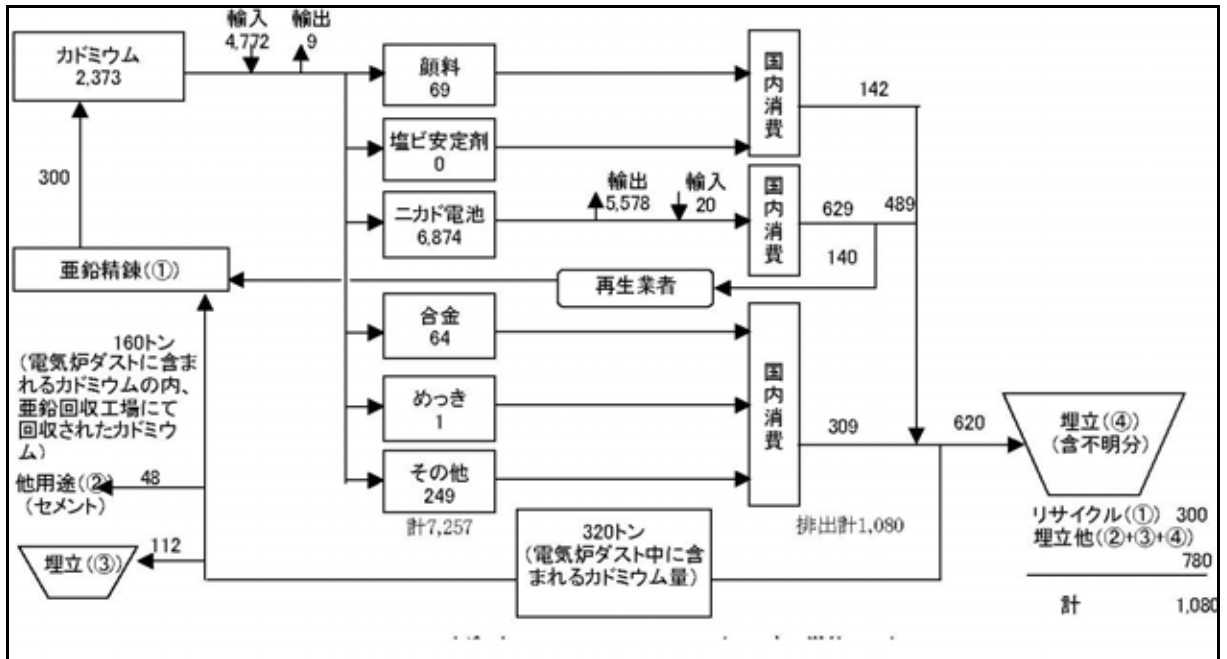 輸入
4,772
輸出
9
カドミウム
2,373
顔料
69
国内消費
142
塩ビ安定剤
0
300
輸出
5,578
輸入
20
ニカド電池
6,874
国内消費
629
489
140
亜鉛精錬(①)
再生業者
合金
64
160トン
(電気炉ダストに含ま
れるカドミウムの内、
亜鉛回収工場にて
回収されたカドミウ
ム)
めっき
1
国内消費
309
620
埋立(④)
(含不明分)
他用途(②)
(セメント)
48
その他
249
計7,257
排出計1,080
リサイクル(①) 300
埋立他(②+③+④)
780
計 1,080
埋立(③)
112
320トン
(電気炉ダスト中に含
まれるカドミウム量)